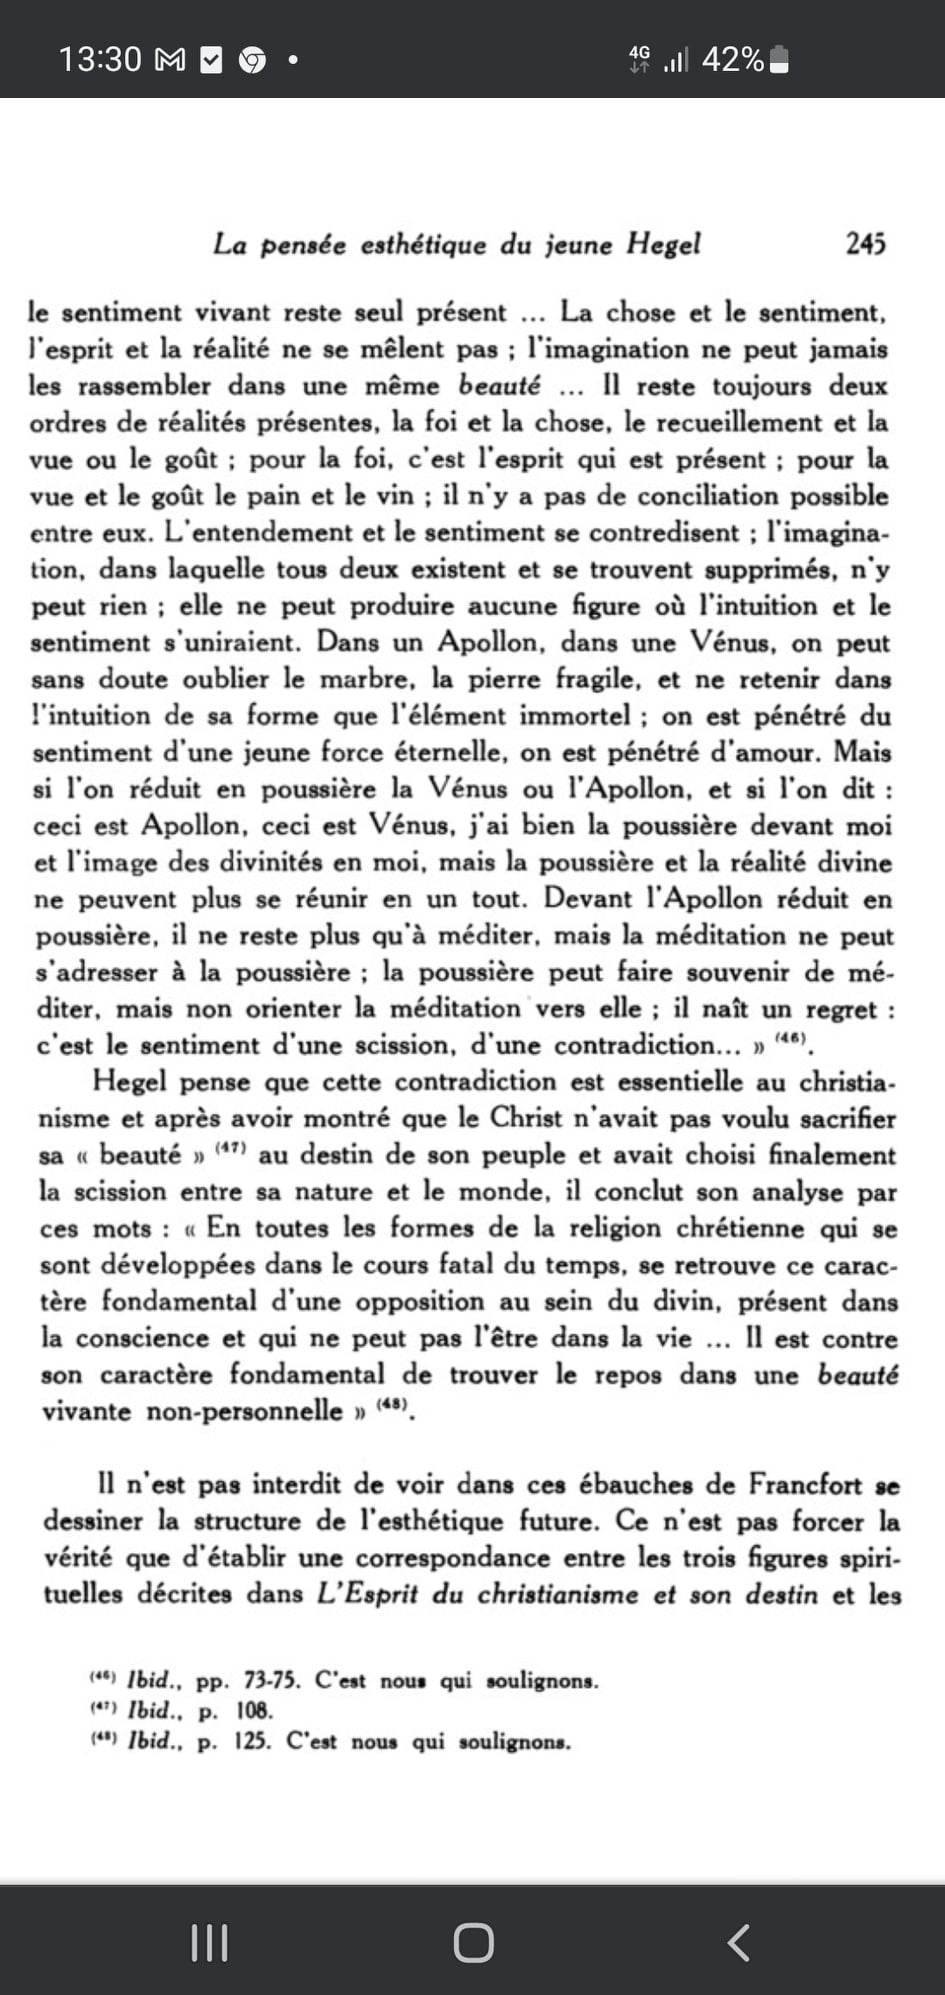 13:30
4G 42%
La pensée esthétique du jeune Hegel 245
le sentiment vivant reste seul présent ... La chose et le sentiment,
l'esprit et la réalité ne se mêlent pas ; l'imagination ne peut jamais
les rassembler dans une même beauté ... Il reste toujours deux
ordres de réalités présentes, la foi et la chose, le recueillement et la
vue ou le goût ; pour la foi, c'est l'esprit qui est présent ; pour la
vue et le goût le pain et le vin ; il n'y a pas de conciliation possible
entre eux. L'entendement et le sentiment se contredisent ; l'imagina-
tion, dans laquelle tous deux existent et se trouvent supprimés, n'y
peut rien ; elle ne peut produire aucune figure où l'intuition et le
sentiment s'uniraient. Dans un Apollon, dans une Vénus, on peut
sans doute oublier le marbre, la pierre fragile, et ne retenir dans
l'intuition de sa forme que l'élément immortel ; on est pénétré du
sentiment d'une jeune force éternelle, on est pénétré d'amour. Mais
si l'on réduit en poussière la Vénus ou l'Apollon, et si l'on dit :
ceci est Apollon, ceci est Vénus, j'ai bien la poussière devant moi
et l'image des divinités en moi, mais la poussière et la réalité divine
ne peuvent plus se réunir en un tout. Devant l'Apollon réduit en
poussière, il ne reste plus qu'à méditer, mais la méditation ne peut
s'adresser à la poussière ; la poussière peut faire souvenir de mé-
diter, mais non orienter la méditation vers elle ; il naît un regret :
c'est le sentiment d'une scission, d'une contradiction... » (46).
Hegel pense que cette contradiction est essentielle au christia-
nisme et après avoir montré que le Christ n'avait pas voulu sacrifier
sa « beauté » (47) au destin de son peuple et avait choisi finalement
la scission entre sa nature et le monde, il conclut son analyse par
ces mots : « En toutes les formes de la religion chrétienne qui se
sont développées dans le cours fatal du temps, se retrouve ce carac-
tère fondamental d'une opposition au sein du divin, présent dans
la conscience et qui ne peut pas l'être dans la vie ... Il est contre
son caractère fondamental de trouver le repos dans une beauté
vivante non-personnelle » (48).
Il n'est pas interdit de voir dans ces ébauches de Francfort se
dessiner la structure de l'esthétique future. Ce n'est pas forcer la
vérité que d'établir une correspondance entre les trois figures spiri-
tuelles décrites dans L'Esprit du christianisme et son destin et les
(46) Ibid., pp. 73-75. C'est nous qui soulignons.
(47) Ibid., p. 108.
(48) Ibid., p. 125. C'est nous qui soulignons.